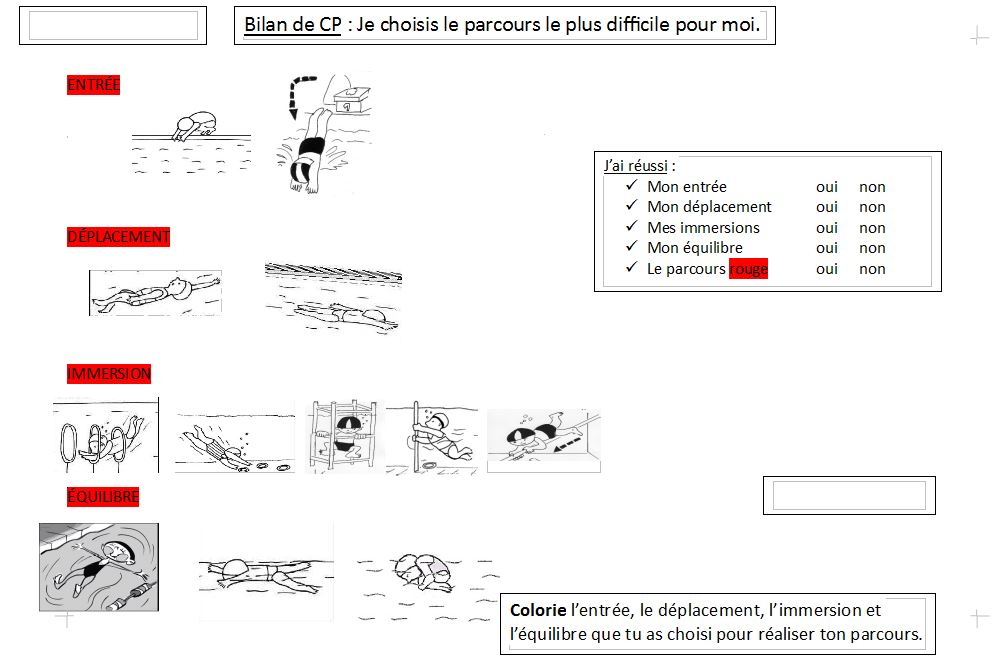 Bilan de CP : Je choisis le parcours le plus difficile pour moi.
ENTRÉE
J'ai réussi :
✓ Mon entrée oui non
✓ Mon déplacement oui non
✓ Mes immersions oui non
✓ Mon équilibre oui non
✓ Le parcours rouge oui non
DÉPLACEMENT
IMMERSION
ÉQUILIBRE
Colorie l'entrée, le déplacement, l'immersion et
l'équilibre que tu as choisi pour réaliser ton parcours.